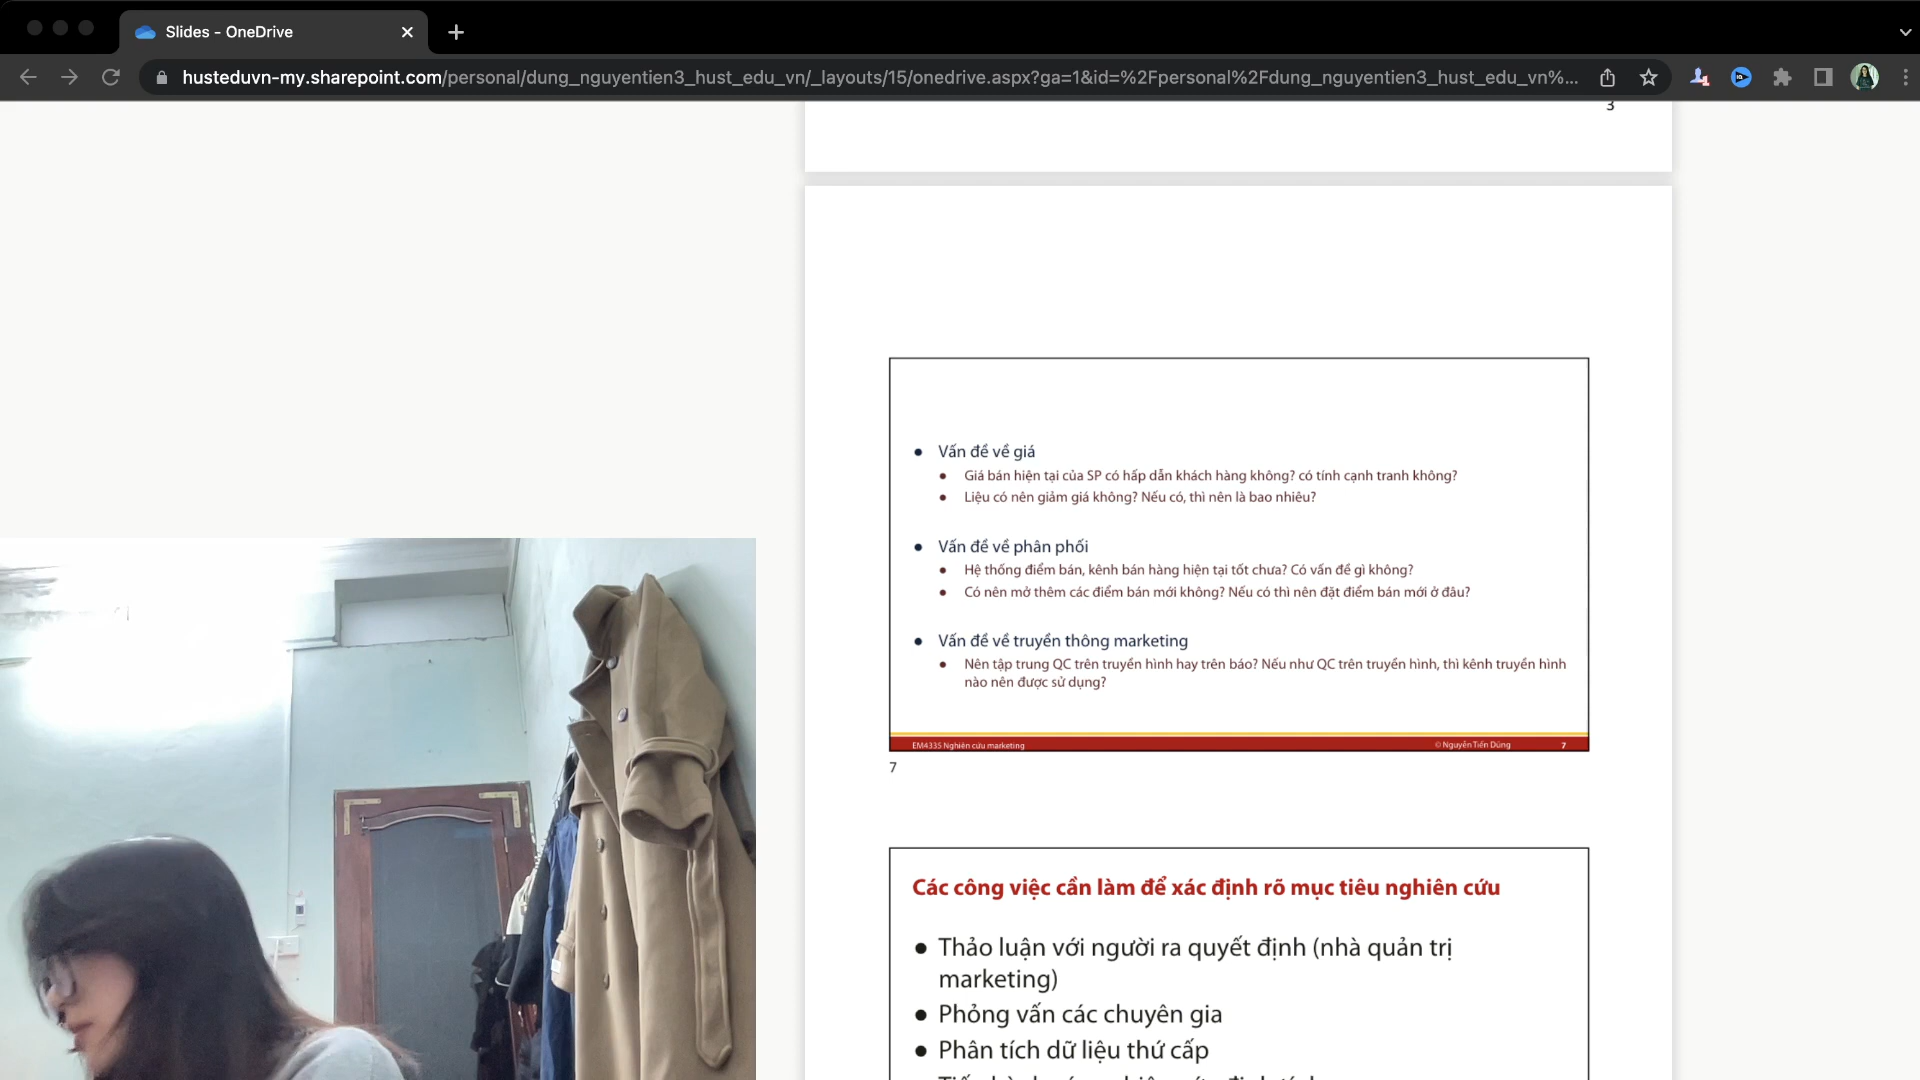 Slides - OneDrive
husteduvn-my.sharepoint.com/personal/dung_nguyentien3_hust_edu_vn/_layouts/15/onedrive.aspx?ga=1&id=%2Fpersonal%2Fdung_nguyentien3_hust_edu_vn%...
3
● Vấn đề về giá
● Giá bán hiện tại của SP có hấp dẫn khách hàng không? có tính cạnh tranh không?
● Liệu có nên giảm giá không? Nếu có, thì nên là bao nhiêu?
● Vấn đề về phân phối
● Hệ thống điểm bán, kênh bán hàng hiện tại tốt chưa? Có vấn đề gì không?
● Có nên mở thêm các điểm bán mới không? Nếu có thì nên đặt điểm bán mới ở đâu?
● Vấn đề về truyền thông marketing
● Nên tập trung QC trên truyền hình hay trên báo? Nếu như QC trên truyền hình, thì kênh truyền hình
nào nên được sử dụng?
EM4335 Nghiên cứu marketing © Nguyễn Tiến Dũng 7
7
Các công việc cần làm để xác định rõ mục tiêu nghiên cứu
● Thảo luận với người ra quyết định (nhà quản trị
marketing)
● Phỏng vấn các chuyên gia
● Phân tích dữ liệu thứ cấp